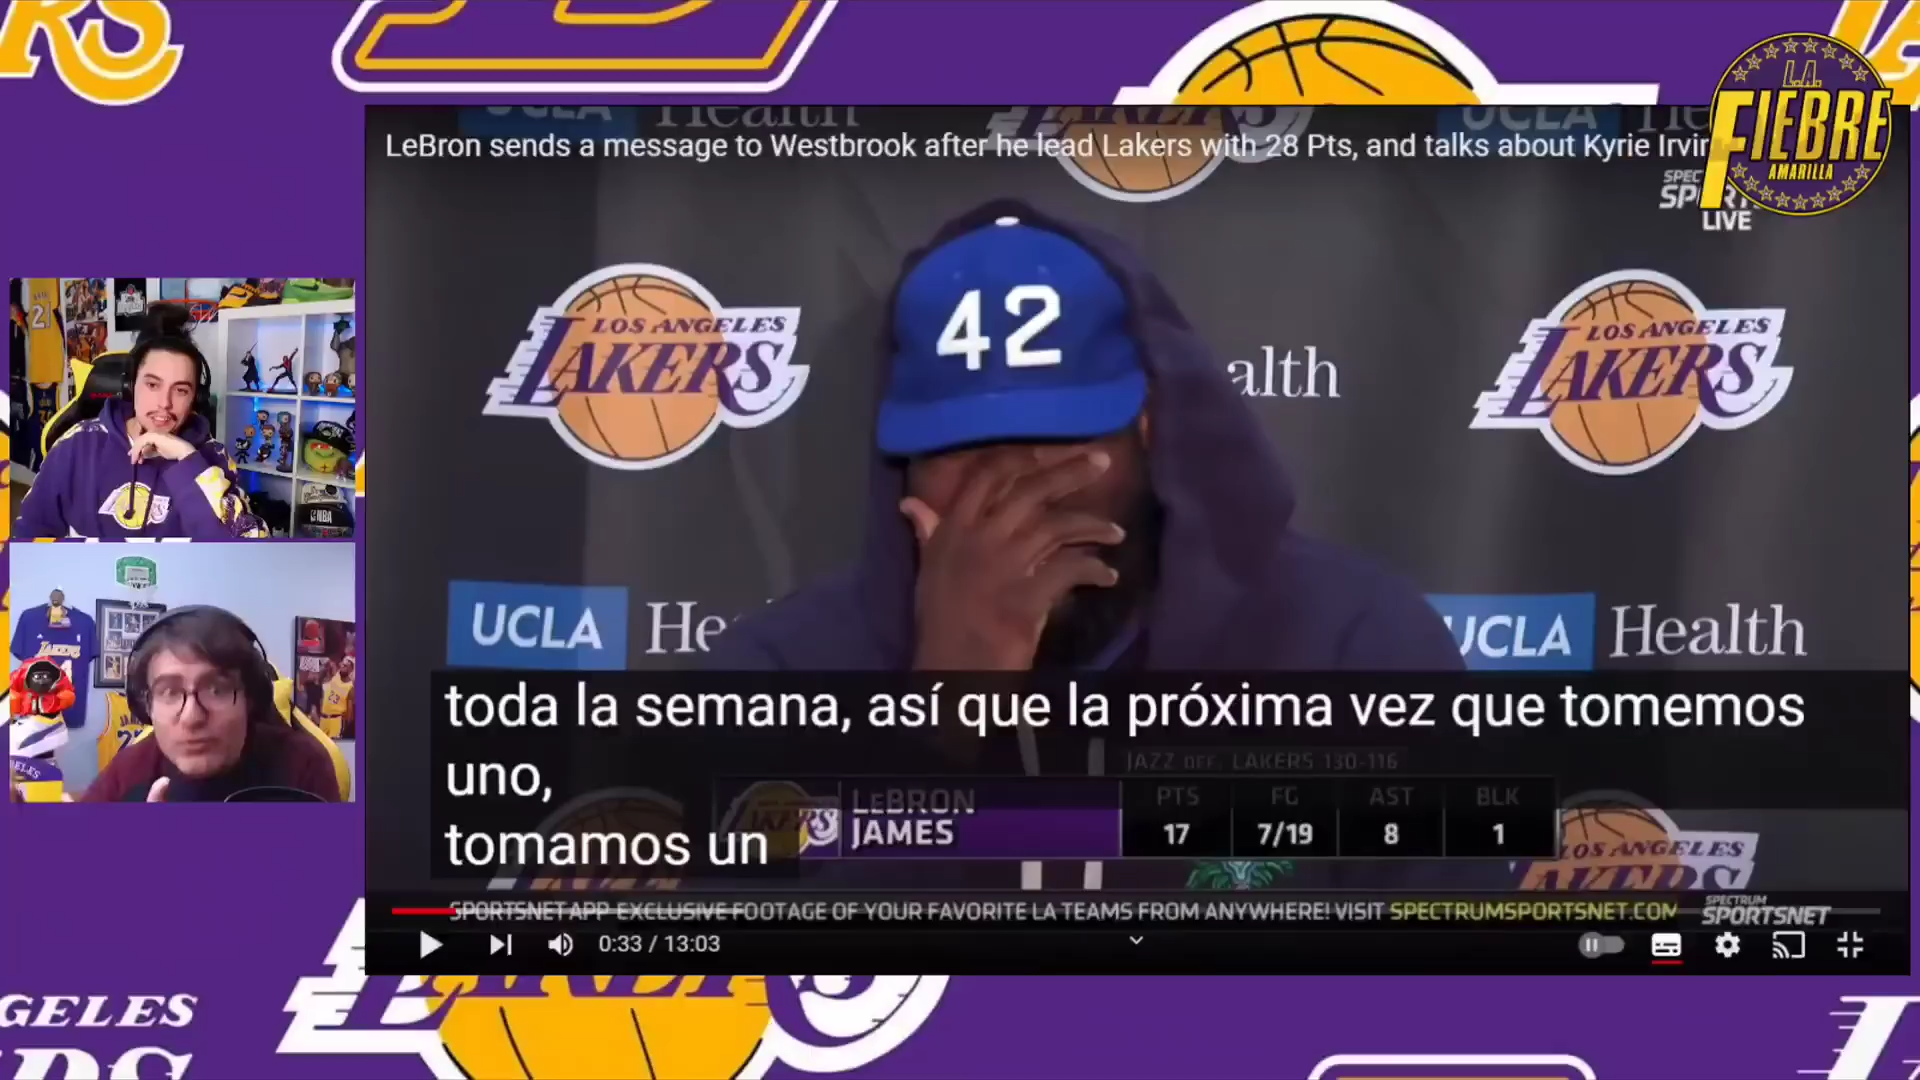 LeBron sends a message to Westbrook after he lead Lakers with 28 Pts, and talks about Kyrie Irvin
L.A.
FIEBRE
AMARILLA
SPORTS
LIVE
42
LOS ANGELES
LAKERS
alth
LOS ANGELES
LAKERS
UCLA
UCLA Health
toda la semana, así que la próxima vez que tomemos
uno,
tomamos un
JAZZ DEF. LAKERS 130-116
LEBRON
JAMES
PTS FG AST BLK
17 7/19 8 1
LOS ANGELES
SPORTSNET APP EXCLUSIVE FOOTAGE OF YOUR FAVORITE LA TEAMS FROM ANYWHERE! VISIT SPECTRUMSPORTSNET.COM
SPECTRUM
SPORTSNET
0:33 / 13:03